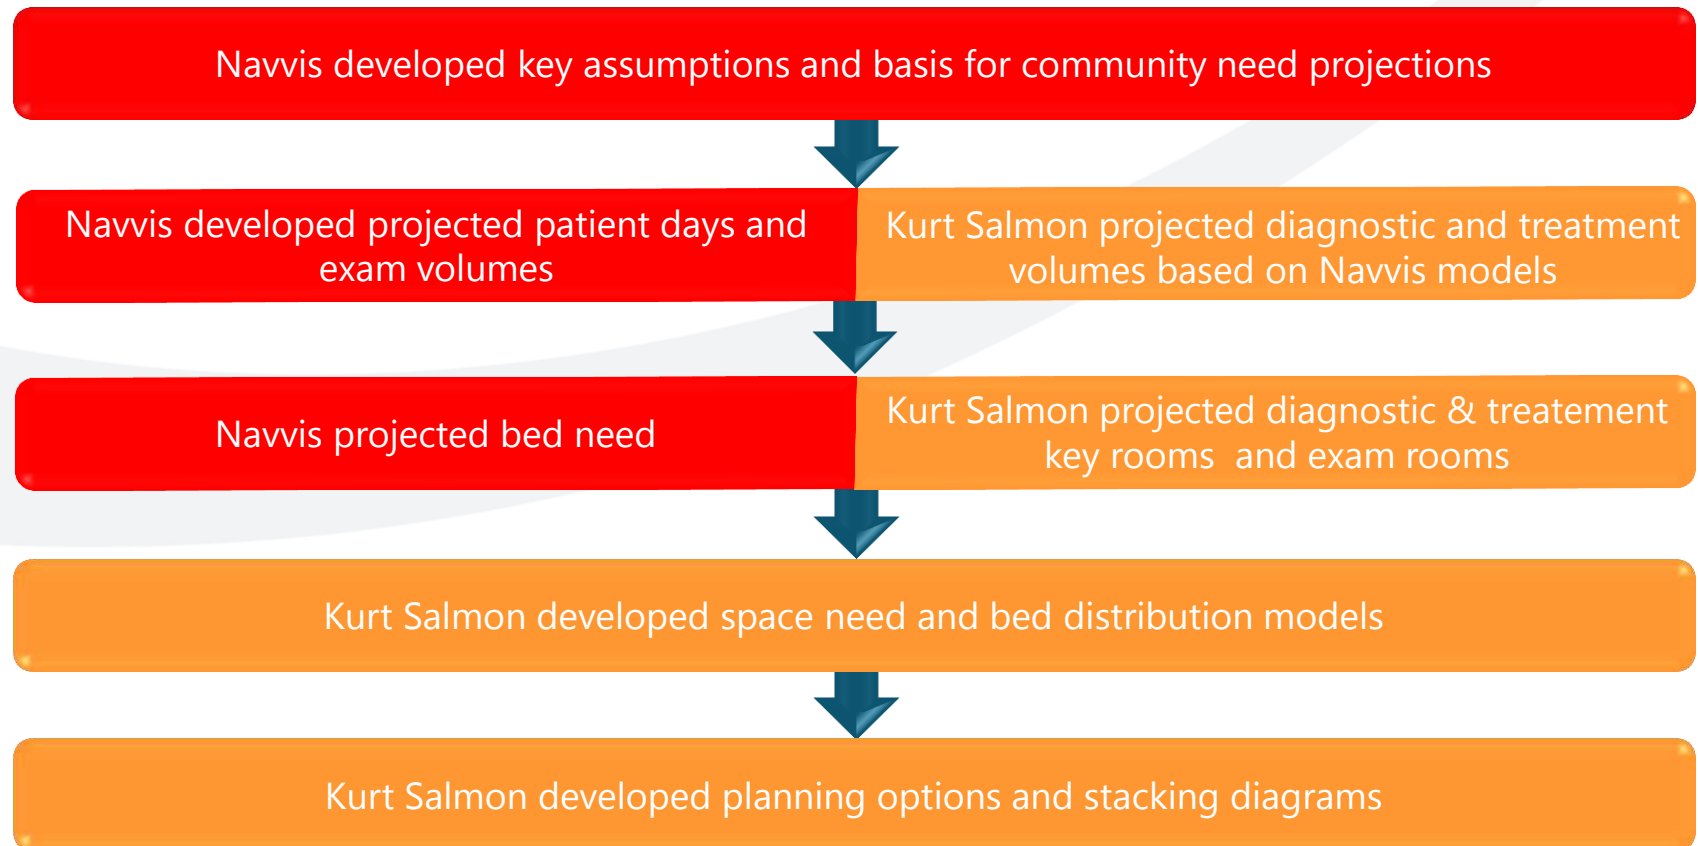 Navvis developed key assumptions and basis for community need projections
Navvis developed projected patient days and
exam volumes
Kurt Salmon projected diagnostic and treatment
volumes based on Navvis models
Navvis projected bed need
Kurt Salmon projected diagnostic & treatement
key rooms  and exam rooms
Kurt Salmon developed space need and bed distribution models
Kurt Salmon developed planning options and stacking diagrams